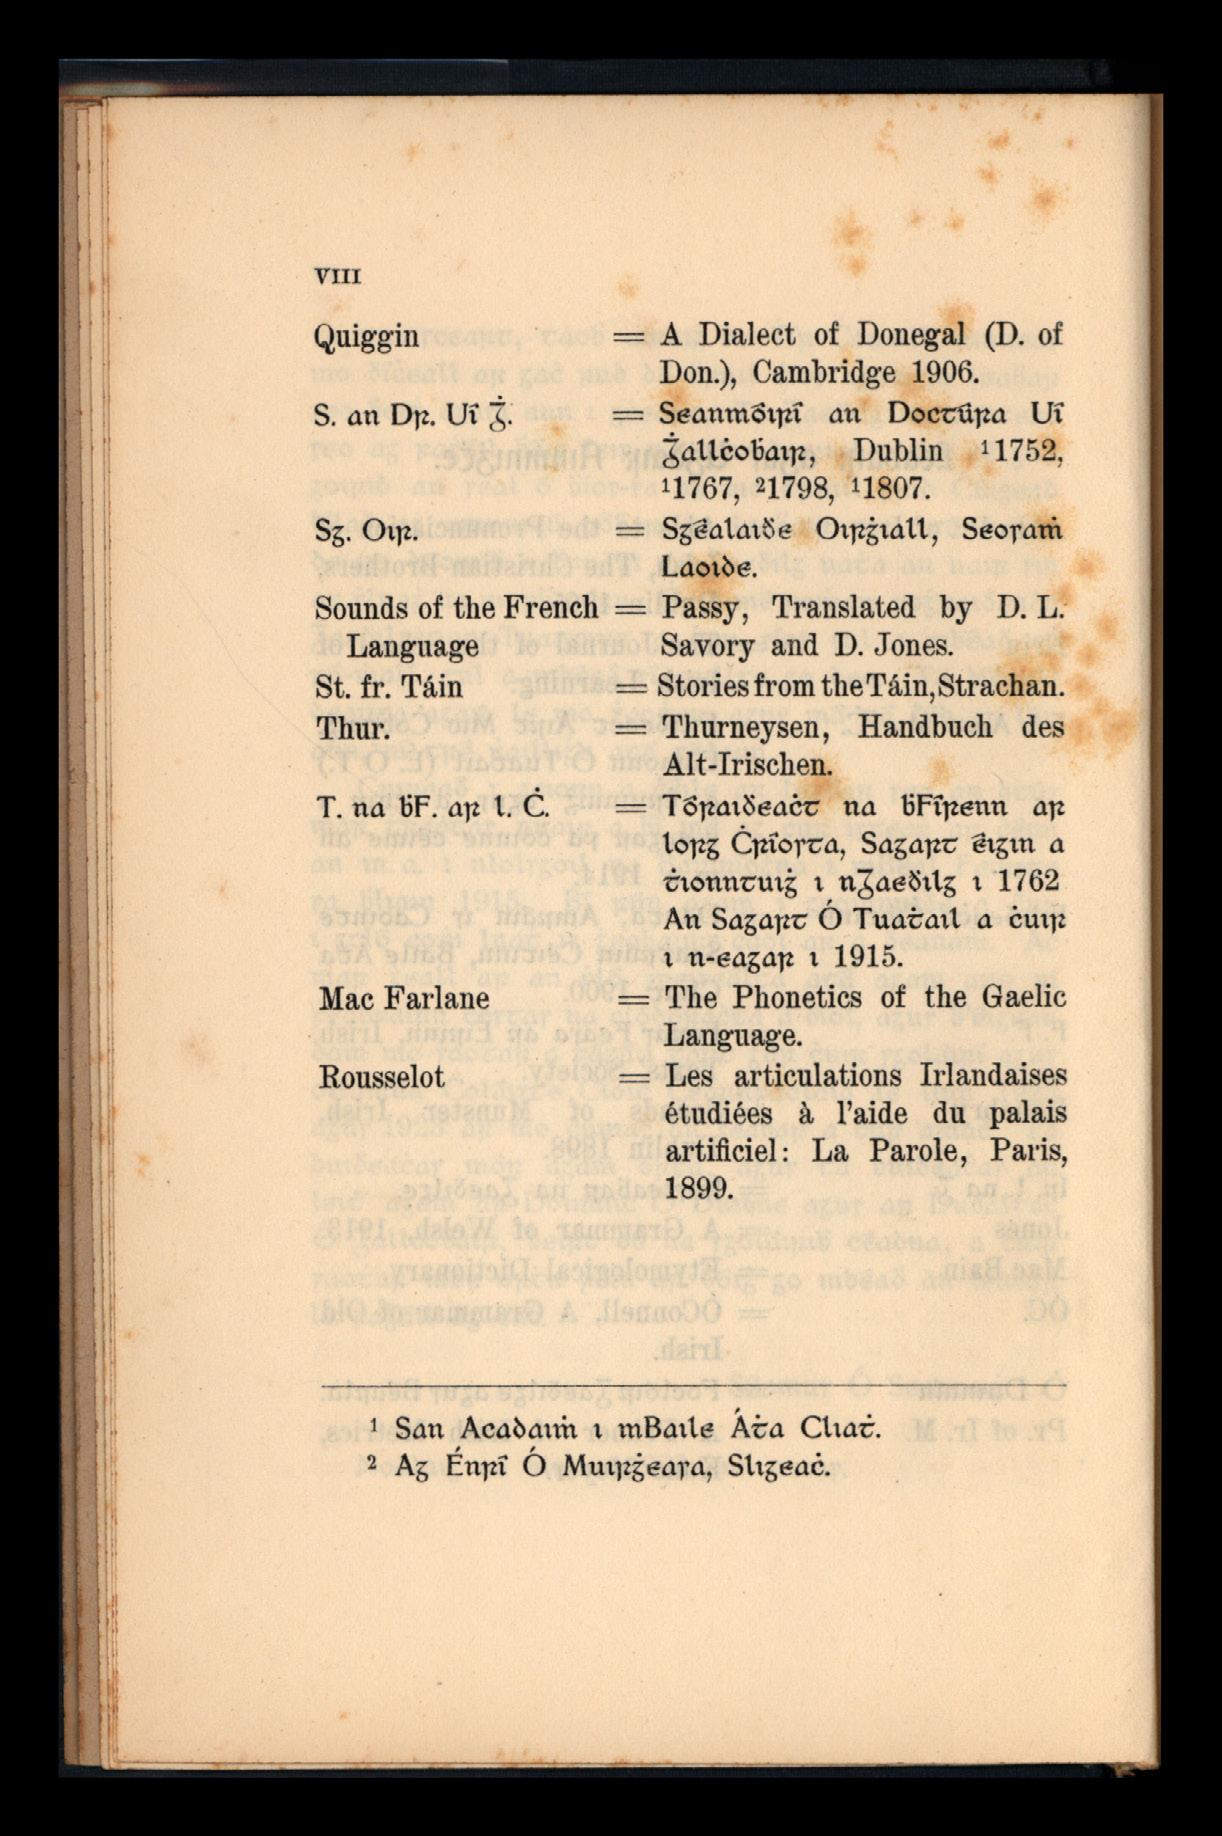 VIII
Quiggin = A Dialect of Donegal (D. of
Don.), Cambridge 1906.
S. an Dr. Uí Ġ. = Seanmóirí an Doctúra Uí
Ġallċoḃair, Dublin ¹1752,
¹1767, ²1798, ¹1807.
Sg. Oir. = Sgéalaiḋe Oirġiall, Seosaṁ
Laoide.
Sounds of the French = Passy, Translated by D. L.
Language Savory and D. Jones.
St. fr. Táin = Stories from the Táin, Strachan.
Thur. = Thurneysen, Handbuch des
Alt-Irischen.
T. na ḃF. ar l. Ċ. = Tóraiḋeaċt na ḃFírenn ar
lorg Ċríosta, Sagart éigin a
ṫionntuiġ i nGaeḋilg i 1762
An Sagart Ó Tuaṫail a ċuir
i n-eagar i 1915.
Mac Farlane = The Phonetics of the Gaelic
Language.
Rousselot = Les articulations Irlandaises
étudiées à l'aide du palais
artificiel: La Parole, Paris,
1899.
¹ San Acadaiṁ i mBaile Áṫa Cliaṫ.
² Ag Énrí Ó Muirġeasa, Sligeaċ.